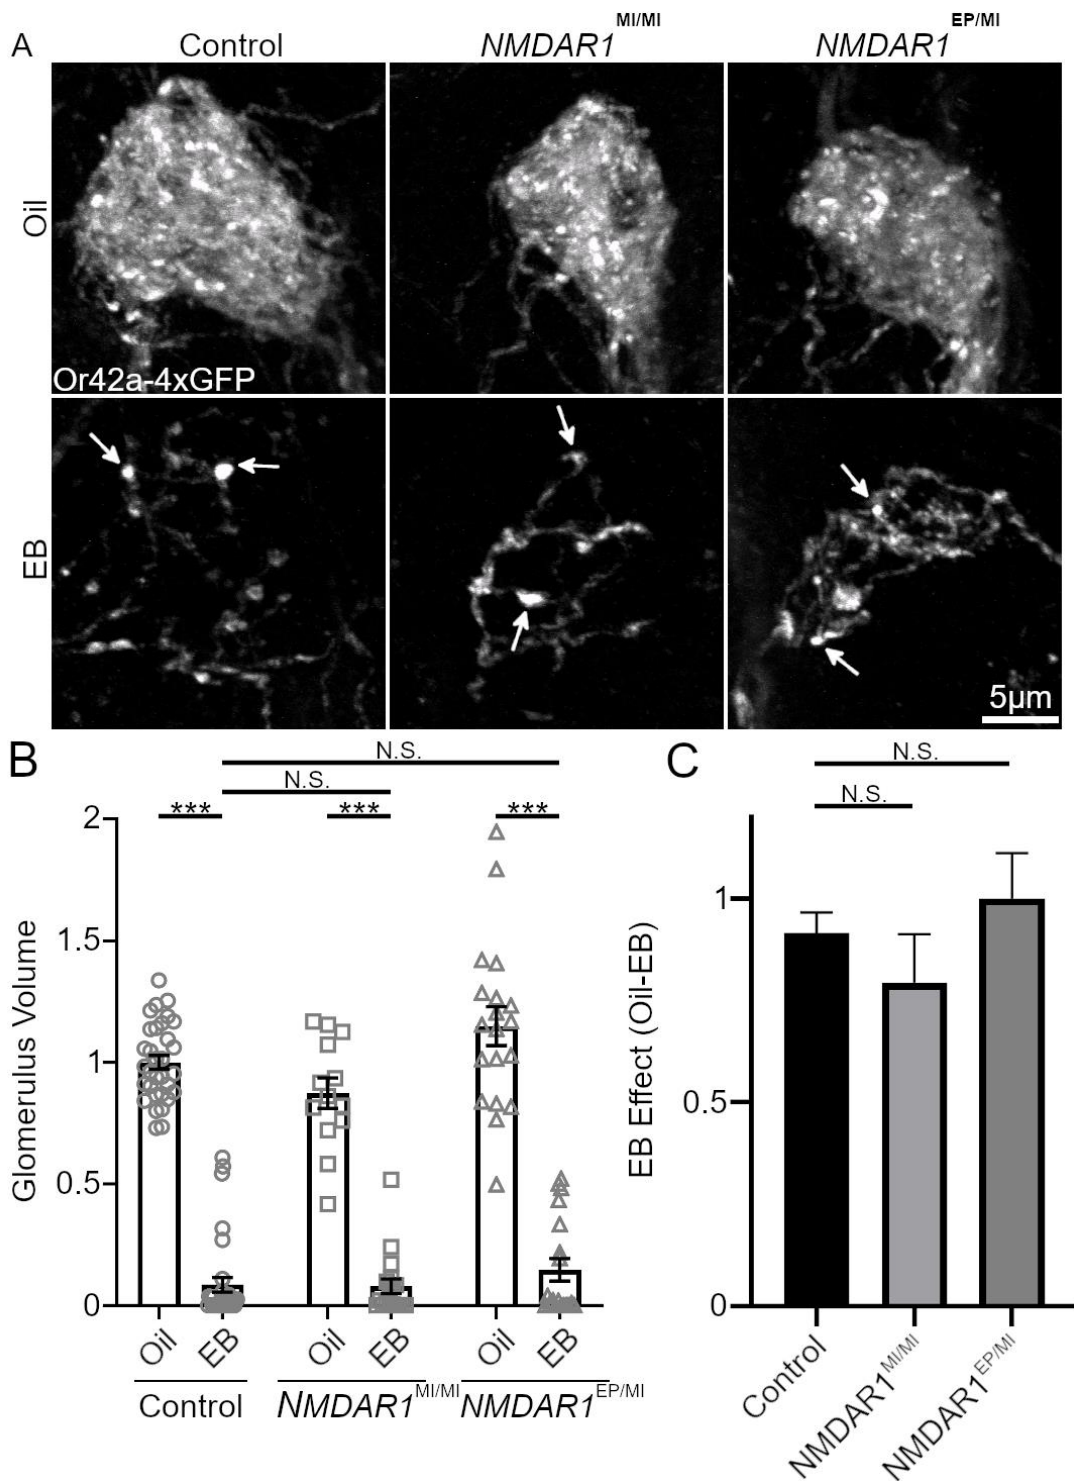 A
Control
NMDAR1 MI/MI
NMDAR1 EP/MI
Oil
Or42a-4xGFP
EB
5µm
B
N.S.
N.S.
*** *** ***
Glomerulus Volume
2
1.5
1
0.5
0
Oil EB Oil EB Oil EB
Control NMDAR1 MI/MI NMDAR1 EP/MI
C
N.S.
N.S.
EB Effect (Oil-EB)
1
0.5
0
Control NMDAR1 MI/MI NMDAR1 EP/MI